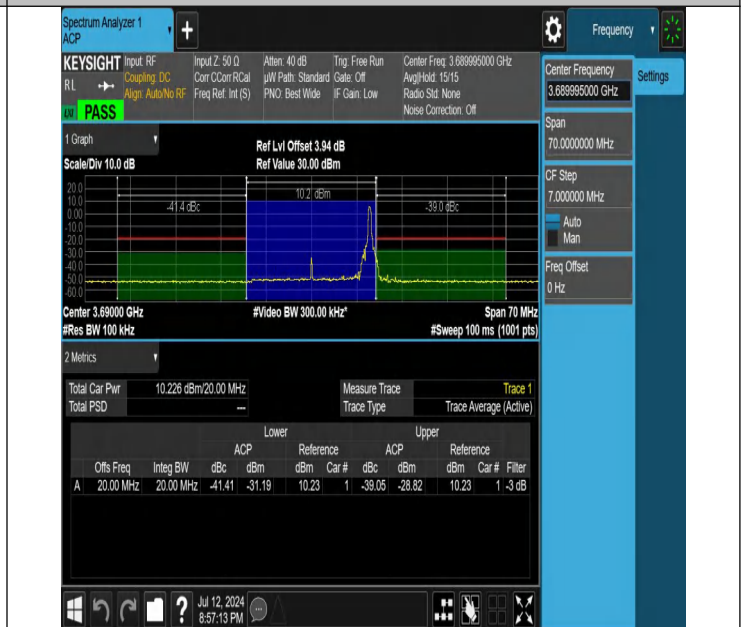 Spectrum Analyzer 1
ACP
+
Frequency
KEYSIGHT Input: RF Input Z: 50 Ω Atten: 40 dB Trig: Free Run Center Freq: 3.689995000 GHz
RL Coupling: DC Corr CCorr RCal µW Path: Standard Gate: Off Avg|Hold: 15/15
Align: Auto/No RF Freq Ref: Int (S) PNO: Best Wide IF Gain: Low Radio Std: None
Noise Correction: Off
LXI PASS
Center Frequency
3.689995000 GHz
Settings
Span
70.0000000 MHz
CF Step
7.000000 MHz
Auto
Man
Freq Offset
0 Hz
1 Graph
Ref Lvl Offset 3.94 dB
Scale/Div 10.0 dB Ref Value 30.00 dBm
20.0
10.0
0.00
-10.0
-20.0
-30.0
-40.0
-50.0
-60.0
-41.4 dBc 10.2 dBm -39.0 dBc
Center 3.69000 GHz #Video BW 300.00 kHz* Span 70 MHz
#Res BW 100 kHz #Sweep 100 ms (1001 pts)
2 Metrics
Total Car Pwr 10.226 dBm/20.00 MHz Measure Trace Trace 1
Total PSD --- Trace Type Trace Average (Active)
Lower Upper
ACP Reference ACP Reference
Offs Freq Integ BW dBc dBm dBm Car # dBc dBm dBm Car # Filter
A 20.00 MHz 20.00 MHz -41.41 -31.19 10.23 1 -39.05 -28.82 10.23 1 -3 dB
? Jul 12, 2024
8:57:13 PM